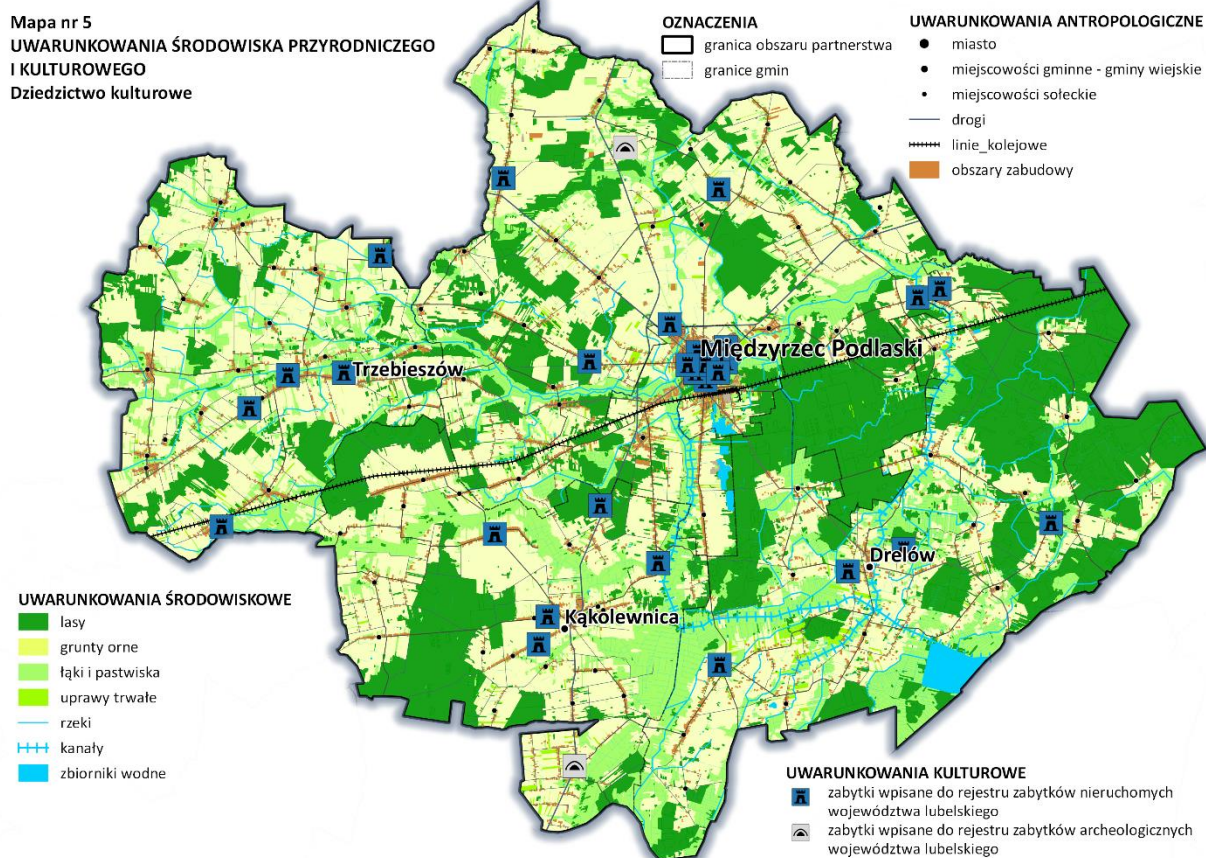 Mapa nr 5
UWARUNKOWANIA ŚRODOWISKA PRZYRODNICZEGO
I KULTUROWEGO
Dziedzictwo kulturowe
OZNACZENIA
granica obszaru partnerstwa
granice gmin
UWARUNKOWANIA ANTROPOLOGICZNE
miasto
miejscowości gminne - gminy wiejskie
miejscowości sołeckie
drogi
linie_kolejowe
obszary zabudowy
Międzyrzec Podlaski
Trzebieszów
Drelów
Kąkolewnica
UWARUNKOWANIA ŚRODOWISKOWE
lasy
grunty orne
łąki i pastwiska
uprawy trwałe
rzeki
kanały
zbiorniki wodne
UWARUNKOWANIA KULTUROWE
zabytki wpisane do rejestru zabytków nieruchomych
województwa lubelskiego
zabytki wpisane do rejestru zabytków archeologicznych
województwa lubelskiego